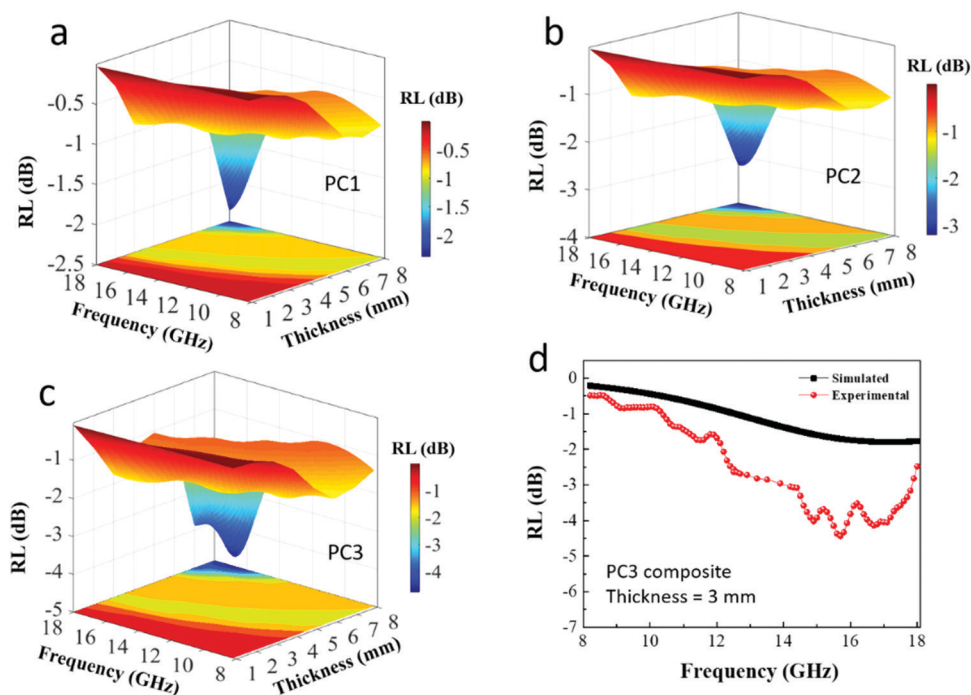 a
-0.5
-1
-1.5
-2
-2.5
RL (dB)
18 16 14 12 10 8
Frequency (GHz)
1 2 3 4 5 6 7 8
Thickness (mm)
PC1
RL (dB)
-0.5
-1
-1.5
-2
b
-1
-2
-3
-4
RL (dB)
18 16 14 12 10 8
Frequency (GHz)
1 2 3 4 5 6 7 8
Thickness (mm)
PC2
RL (dB)
-1
-2
-3
c
-1
-2
-3
-4
-5
RL (dB)
18 16 14 12 10 8
Frequency (GHz)
1 2 3 4 5 6 7 8
Thickness (mm)
PC3
RL (dB)
-1
-2
-3
-4
d
0
-1
-2
-3
-4
-5
-6
-7
RL (dB)
Simulated
Experimental
PC3 composite
Thickness = 3 mm
8 10 12 14 16 18
Frequency (GHz)